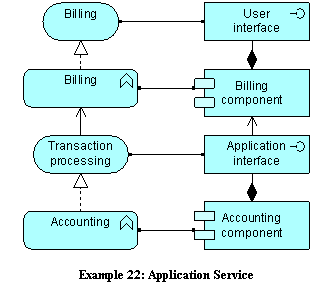 Billing
User
interface
Billing
Billing
component
Transaction
processing
Application
interface
Accounting
Accounting
component
Example 22: Application Service